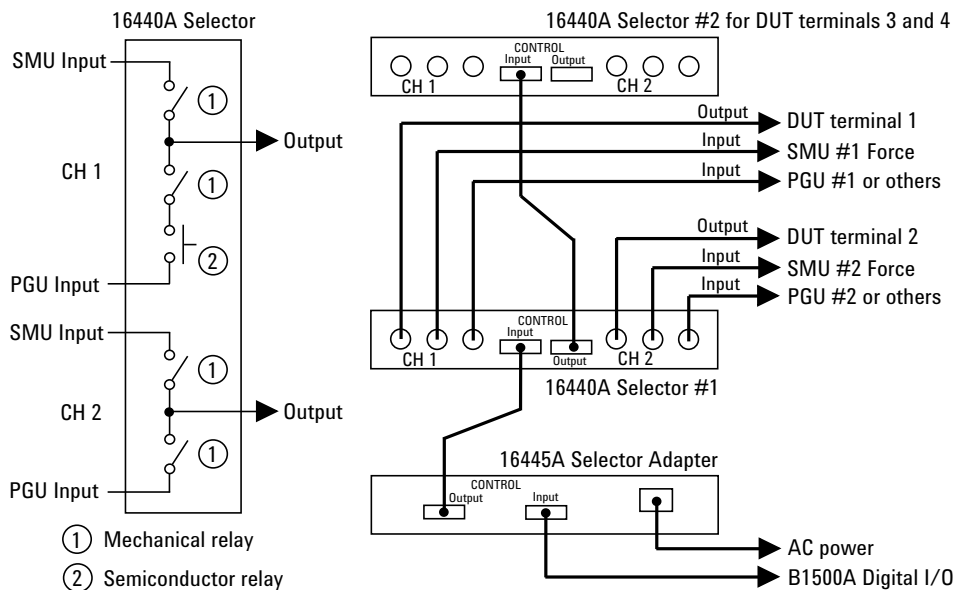 16440A Selector
SMU Input
1
Output
CH 1
1
2
PGU Input
SMU Input
1
CH 2
Output
1
PGU Input
1 Mechanical relay
2 Semiconductor relay
16440A Selector #2 for DUT terminals 3 and 4
CONTROL
Input Output
CH 1
CH 2
Output DUT terminal 1
Input SMU #1 Force
Input PGU #1 or others
Output DUT terminal 2
Input SMU #2 Force
Input PGU #2 or others
CONTROL
Input
CH 1
Output
CH 2
16440A Selector #1
16445A Selector Adapter
CONTROL
Output Input
AC power
B1500A Digital I/O